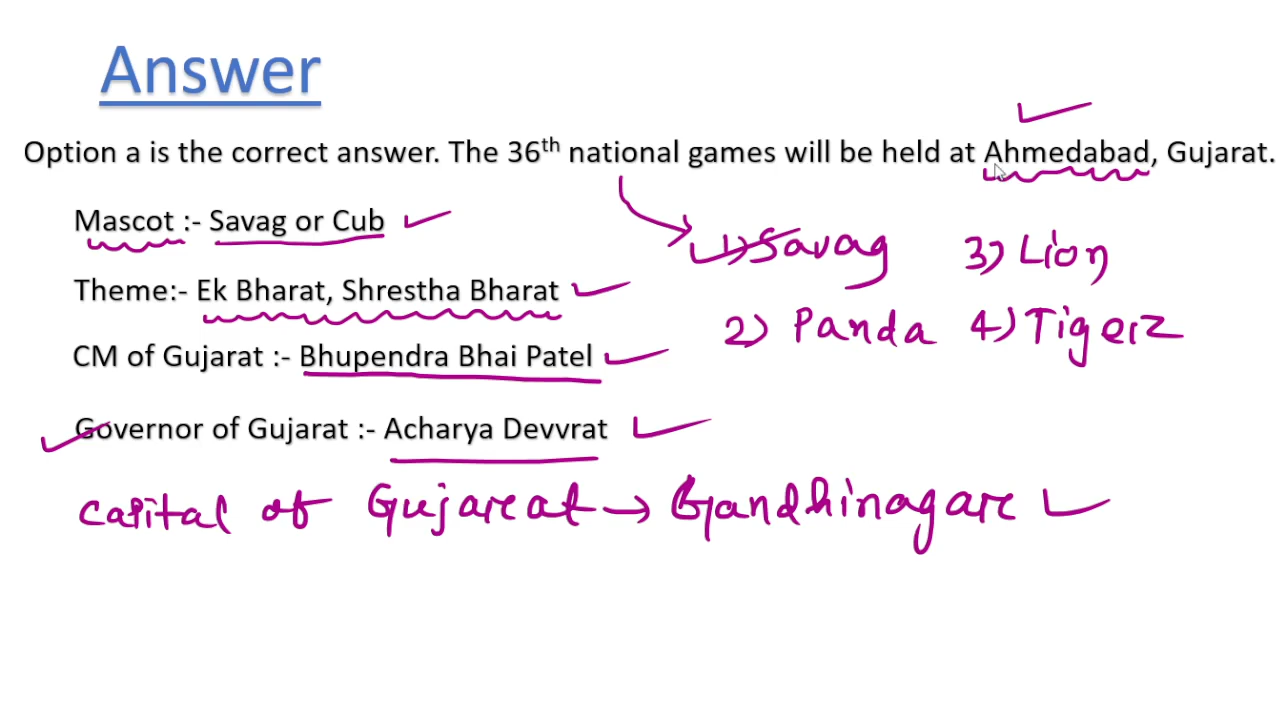 Answer
Option a is the correct answer. The 36th national games will be held at Ahmedabad, Gujarat.
Mascot :- Savag or Cub
1) Savag 3) Lion
Theme:- Ek Bharat, Shrestha Bharat
2) Panda 4) Tiger
CM of Gujarat :- Bhupendra Bhai Patel
Governor of Gujarat :- Acharya Devvrat
capital of Gujarat → Gandhinagar